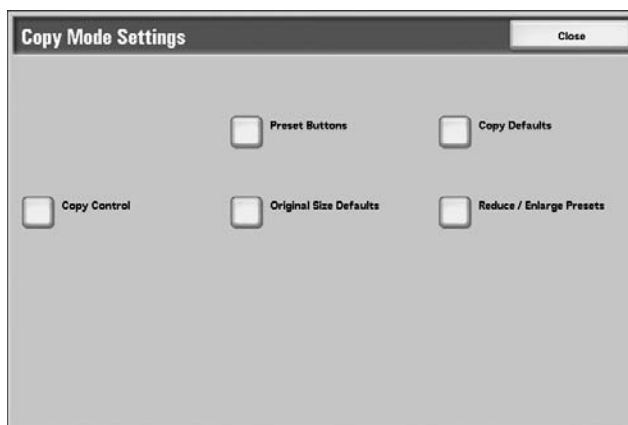 Copy Mode Settings
Close
Preset Buttons
Copy Defaults
Copy Control
Original Size Defaults
Reduce / Enlarge Presets